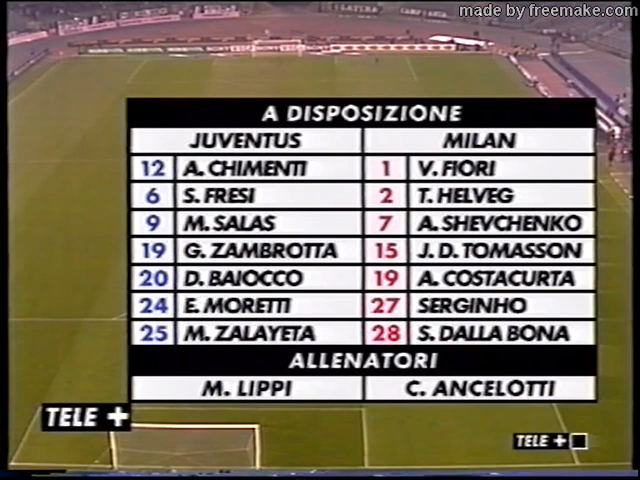 made by freemake.com
A DISPOSIZIONE
JUVENTUS MILAN
12 A. CHIMENTI 1 V. FIORI
6 S. FRESI 2 T. HELVEG
9 M. SALAS 7 A. SHEVCHENKO
19 G. ZAMBROTTA 15 J. D. TOMASSON
20 D. BAIOCCO 19 A. COSTACURTA
24 E. MORETTI 27 SERGINHO
25 M. ZALAYETA 28 S. DALLA BONA
ALLENATORI
M. LIPPI C. ANCELOTTI
TELE +
TELE +